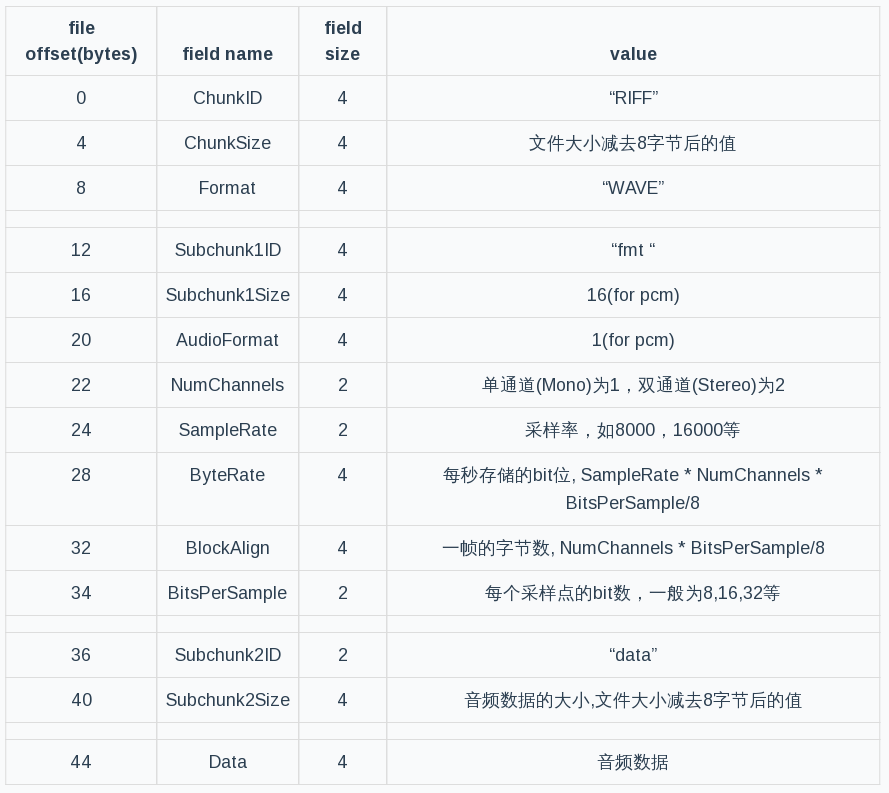 file offset(bytes) field name field size value
0 ChunkID 4 “RIFF”
4 ChunkSize 4 文件大小减去8字节后的值
8 Format 4 “WAVE”
12 Subchunk1ID 4 “fmt “
16 Subchunk1Size 4 16(for pcm)
20 AudioFormat 4 1(for pcm)
22 NumChannels 2 单通道(Mono)为1，双通道(Stereo)为2
24 SampleRate 2 采样率，如8000，16000等
28 ByteRate 4 每秒存储的bit位, SampleRate * NumChannels *
BitsPerSample/8
32 BlockAlign 4 一帧的字节数, NumChannels * BitsPerSample/8
34 BitsPerSample 2 每个采样点的bit数，一般为8,16,32等
36 Subchunk2ID 2 “data”
40 Subchunk2Size 4 音频数据的大小,文件大小减去8字节后的值
44 Data 4 音频数据